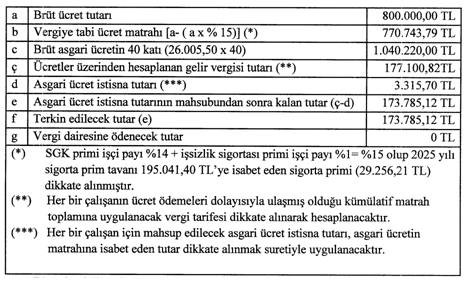 a Brüt ücret tutarı 800.000,00 TL
b Vergiye tabi ücret matrahı [a- ( a x % 15)] (*) 770.743,79 TL
c Brüt asgari ücretin 40 katı (26.005,50 x 40) 1.040.220,00 TL
ç Ücretler üzerinden hesaplanan gelir vergisi tutarı (**) 177.100,82TL
d Asgari ücret istisna tutarı (***) 3.315,70 TL
e Asgari ücret istisna tutarının mahsubundan sonra kalan tutar (ç-d) 173.785,12 TL
f Terkin edilecek tutar (e) 173.785,12 TL
g Vergi dairesine ödenecek tutar 0 TL
(*) SGK primi işçi payı %14 + işsizlik sigortası primi işçi payı %1= %15 olup 2025 yılı
sigorta prim tavanı 195.041,40 TL'ye isabet eden sigorta primi (29.256,21 TL)
dikkate alınmıştır.
(**) Her bir çalışanın ücret ödemeleri dolayısıyla ulaşmış olduğu kümülatif matrah
toplamına uygulanacak vergi tarifesi dikkate alınarak hesaplanacaktır.
(***) Her bir çalışan için mahsup edilecek asgari ücret istisna tutarı, asgari ücretin
matrahına isabet eden tutar dikkate alınmak suretiyle uygulanacaktır.